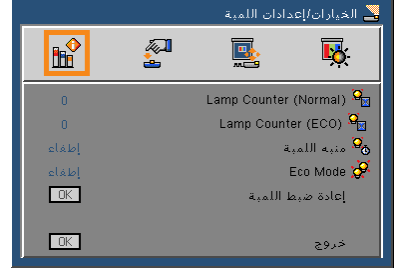 الخيارات/إعدادات اللمبة
Lamp Counter (Normal) 0
Lamp Counter (ECO) 0
منبه اللمبة إطفاء
Eco Mode إطفاء
إعادة ضبط اللمبة OK
خروج OK